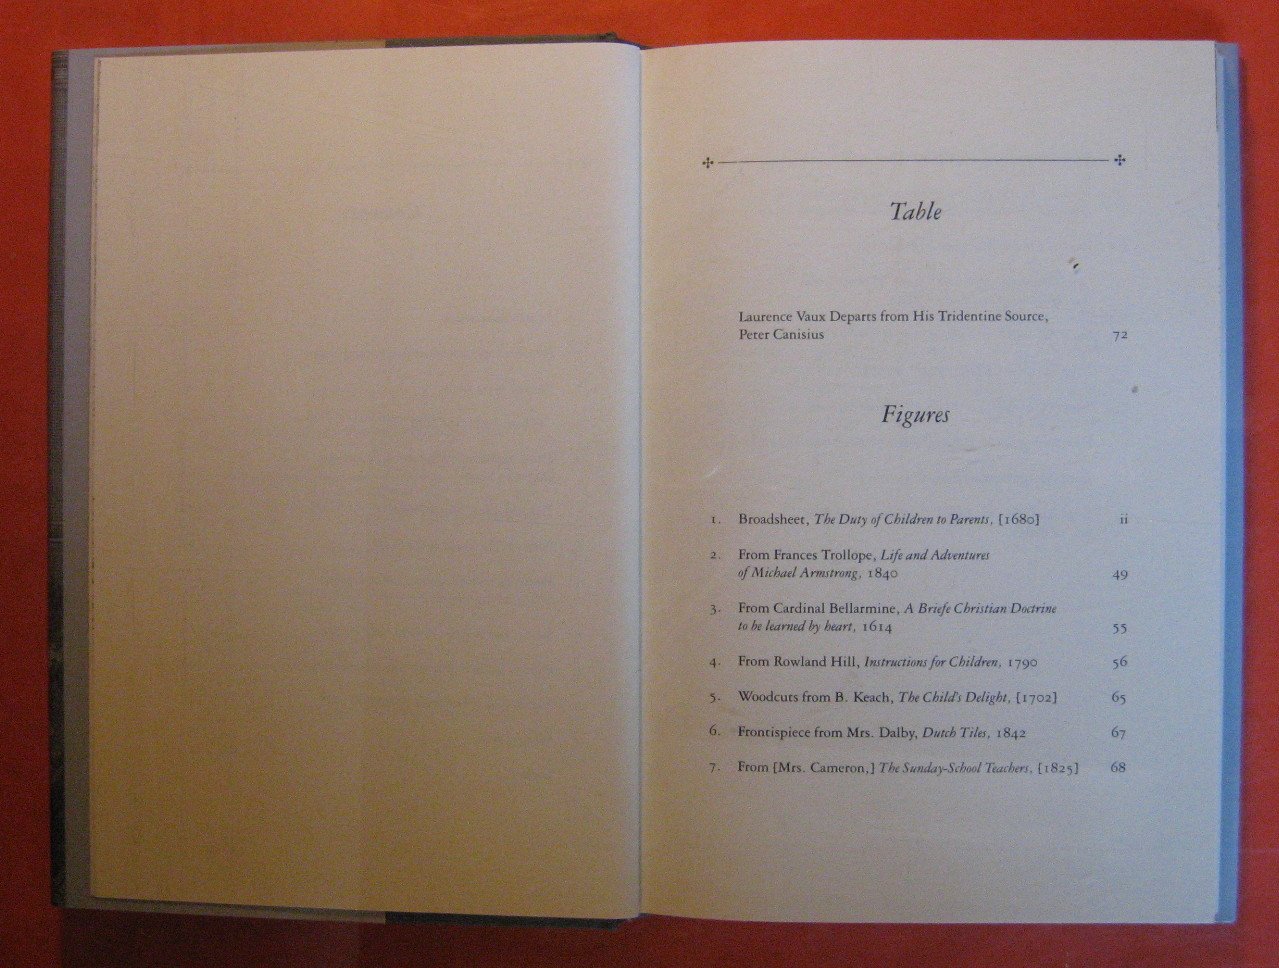 Table
Laurence Vaux Departs from His Tridentine Source,
Peter Canisius 72
Figures
1. Broadsheet, The Duty of Children to Parents, [1680] ii
2. From Frances Trollope, Life and Adventures
of Michael Armstrong, 1840 49
3. From Cardinal Bellarmine, A Briefe Christian Doctrine
to be learned by heart, 1614 55
4. From Rowland Hill, Instructions for Children, 1790 56
5. Woodcuts from B. Keach, The Child's Delight, [1702] 65
6. Frontispiece from Mrs. Dalby, Dutch Tiles, 1842 67
7. From [Mrs. Cameron,] The Sunday-School Teachers, [1825] 68